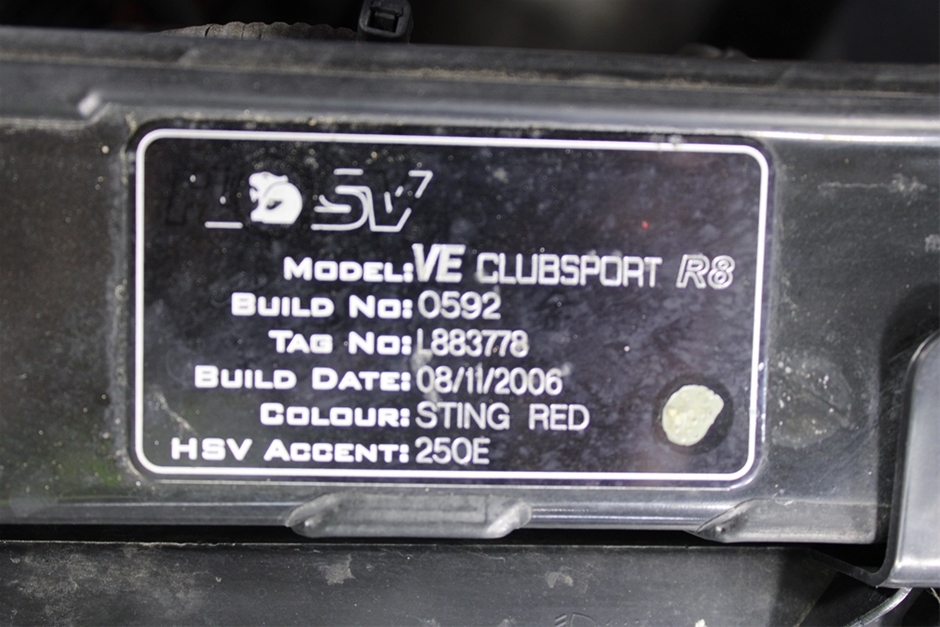 HSV
MODEL: VE CLUBSPORT R8
BUILD NO: 0592
TAG NO: L883778
BUILD DATE: 08/11/2006
COLOUR: STING RED
HSV ACCENT: 250E